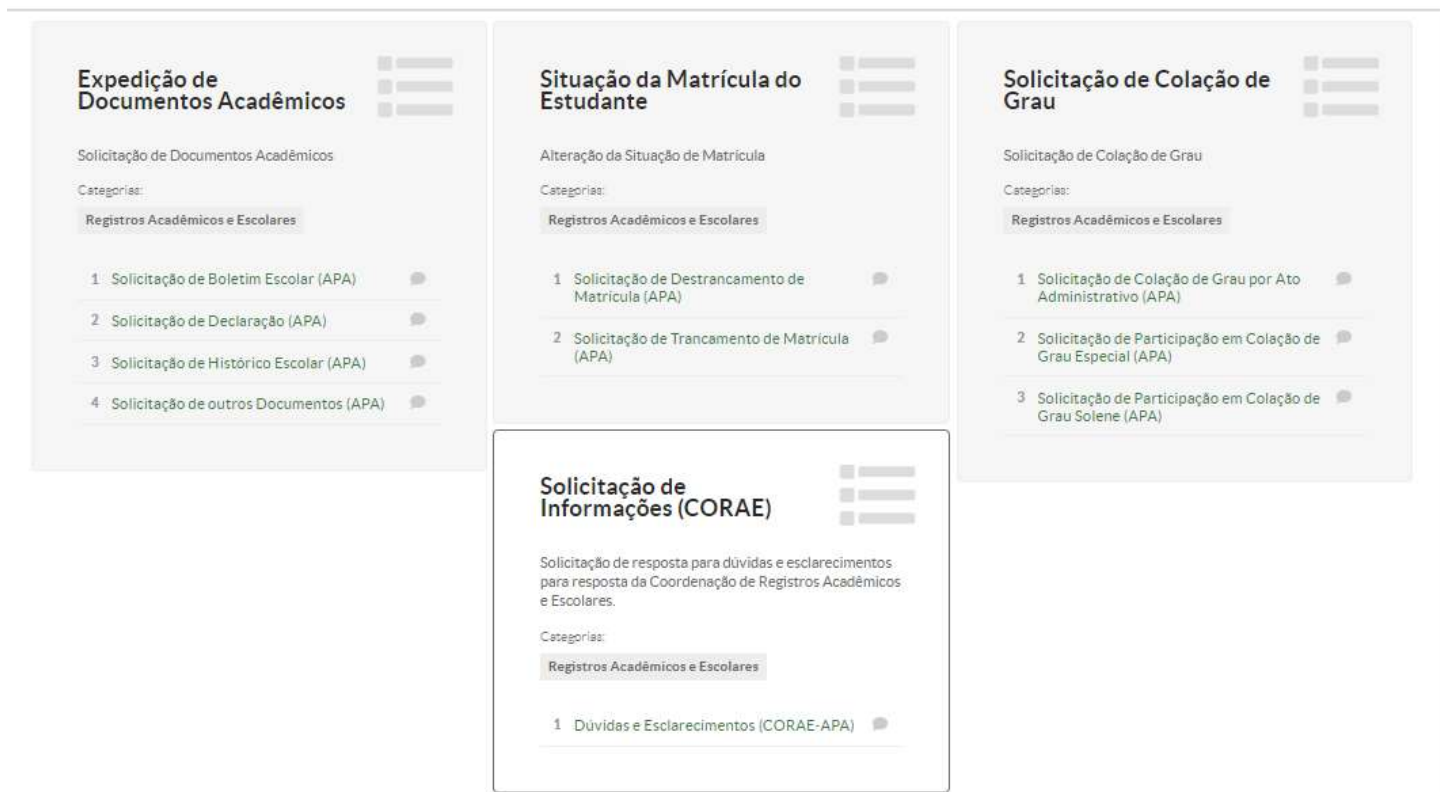 Expedição de
Documentos Acadêmicos
Solicitação de Documentos Acadêmicos
Categorias:
Registros Acadêmicos e Escolares
1 Solicitação de Boletim Escolar (APA)
2 Solicitação de Declaração (APA)
3 Solicitação de Histórico Escolar (APA)
4 Solicitação de outros Documentos (APA)
Situação da Matrícula do
Estudante
Alteração da Situação de Matrícula
Categorias:
Registros Acadêmicos e Escolares
1 Solicitação de Destrancamento de
Matrícula (APA)
2 Solicitação de Trancamento de Matrícula
(APA)
Solicitação de Colação de
Grau
Solicitação de Colação de Grau
Categorias:
Registros Acadêmicos e Escolares
1 Solicitação de Colação de Grau por Ato
Administrativo (APA)
2 Solicitação de Participação em Colação de
Grau Especial (APA)
3 Solicitação de Participação em Colação de
Grau Solene (APA)
Solicitação de
Informações (CORAE)
Solicitação de resposta para dúvidas e esclarecimentos
para resposta da Coordenação de Registros Acadêmicos
e Escolares.
Categorias:
Registros Acadêmicos e Escolares
1 Dúvidas e Esclarecimentos (CORAE-APA)